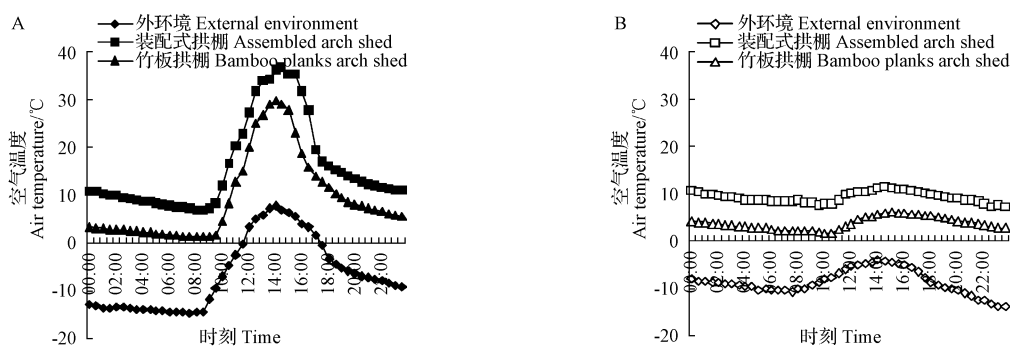 A
外环境 External environment
装配式拱棚 Assembled arch shed
竹板拱棚 Bamboo planks arch shed
空气温度
Air temperature/℃
40
30
20
10
0
-10
-20
00:00
02:00
04:00
06:00
08:00
10:00
12:00
14:00
16:00
18:00
20:00
22:00
时刻 Time
B
外环境 External environment
装配式拱棚 Assembled arch shed
竹板拱棚 Bamboo planks arch shed
空气温度
Air temperature/℃
40
30
20
10
0
-10
-20
00:00
02:00
04:00
06:00
08:00
10:00
12:00
14:00
16:00
18:00
20:00
22:00
时刻 Time